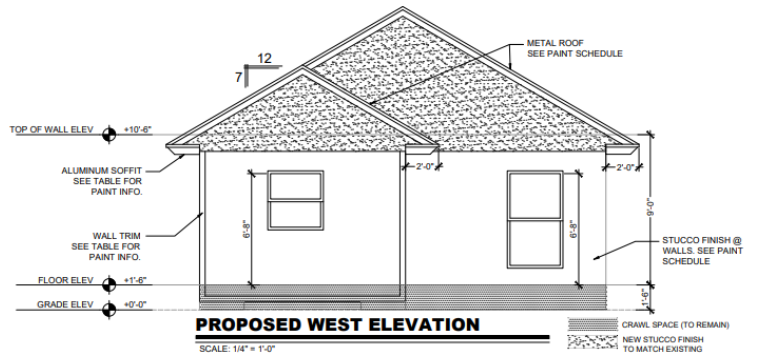 12
7
METAL ROOF
SEE PAINT SCHEDULE
TOP OF WALL ELEV
+10'-6"
ALUMINUM SOFFIT
SEE TABLE FOR
PAINT INFO.
2'-0"
2'-0"
6'-8"
6'-8"
9'-0"
WALL TRIM
SEE TABLE FOR
PAINT INFO.
STUCCO FINISH @
WALLS. SEE PAINT
SCHEDULE
FLOOR ELEV
+1'-6"
1'-6"
GRADE ELEV
+0'-0"
PROPOSED WEST ELEVATION
SCALE: 1/4" = 1'-0"
CRAWL SPACE (TO REMAIN)
NEW STUCCO FINISH
TO MATCH EXISTING